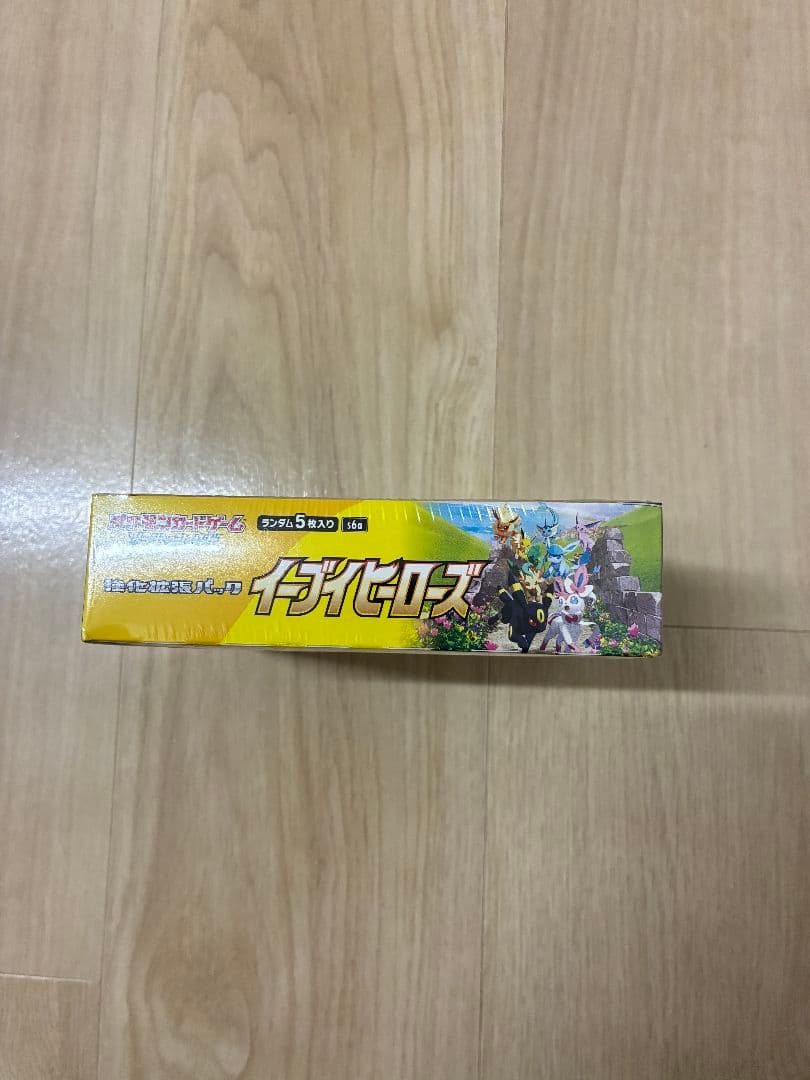 ポケモンカードゲーム
ランダム5枚入り s6a
強化拡張パック
イーブイヒーローズ